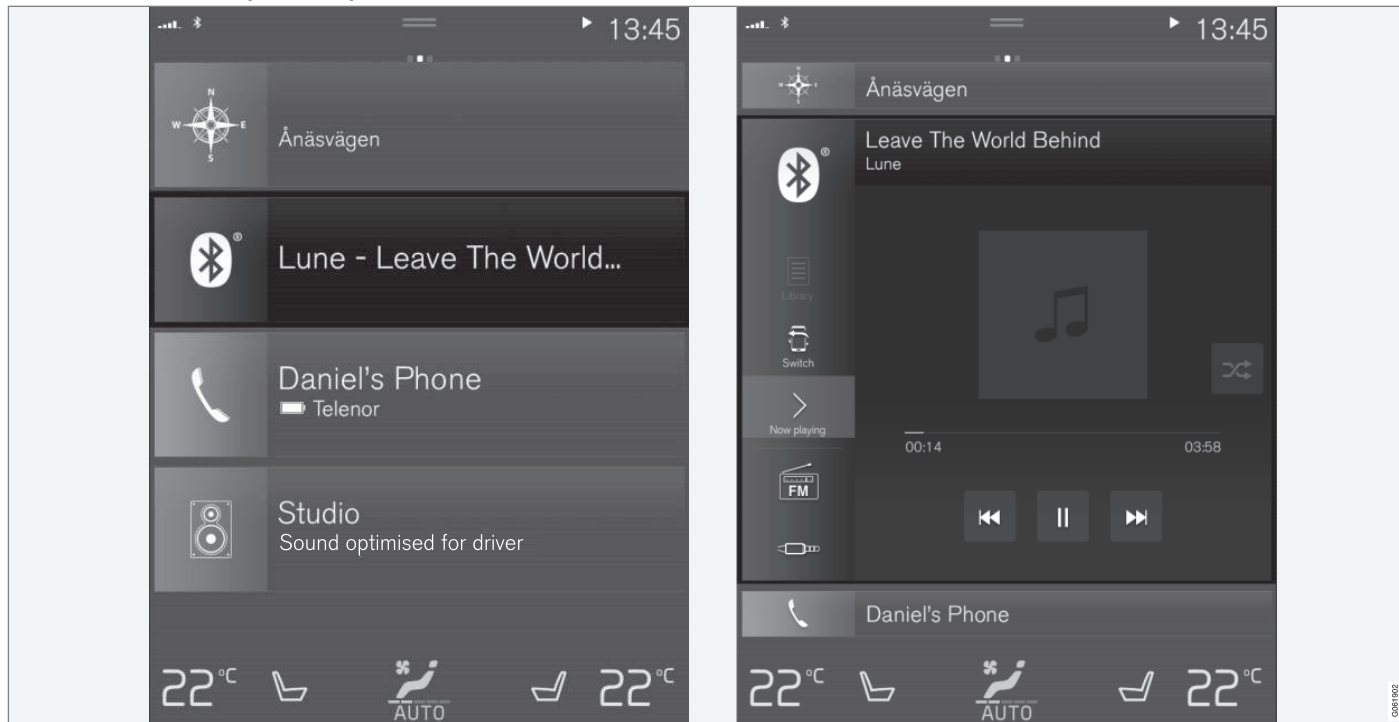 13:45
N
W E
S
Ånäsvägen
Lune - Leave The World...
Daniel's Phone
Telenor
Studio
Sound optimised for driver
22°C
AUTO
22°C
13:45
N
W E
S
Ånäsvägen
Leave The World Behind
Lune
Library
Switch
Now playing
00:14
03:58
FM
Daniel's Phone
22°C
AUTO
22°C
G061902